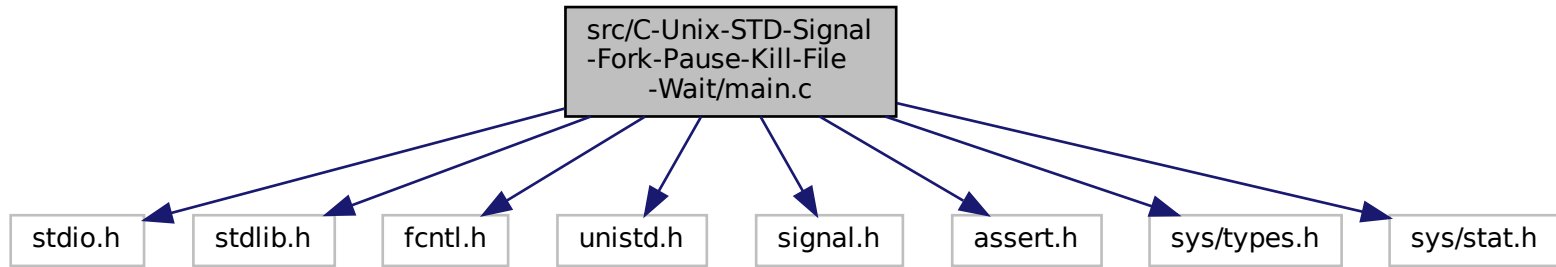 src/C-Unix-STD-Signal
-Fork-Pause-Kill-File
-Wait/main.c
stdio.h
stdlib.h
fcntl.h
unistd.h
signal.h
assert.h
sys/types.h
sys/stat.h